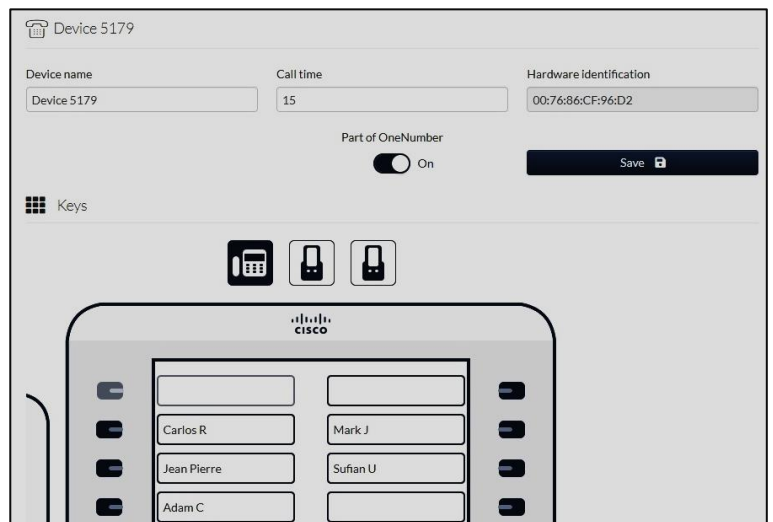 Device 5179
Device name
Call time
Hardware identification
Device 5179
15
00:76:86:CF:96:D2
Part of OneNumber
On
Save
Keys
CISCO
Carlos R
Mark J
Jean Pierre
Sufian U
Adam C